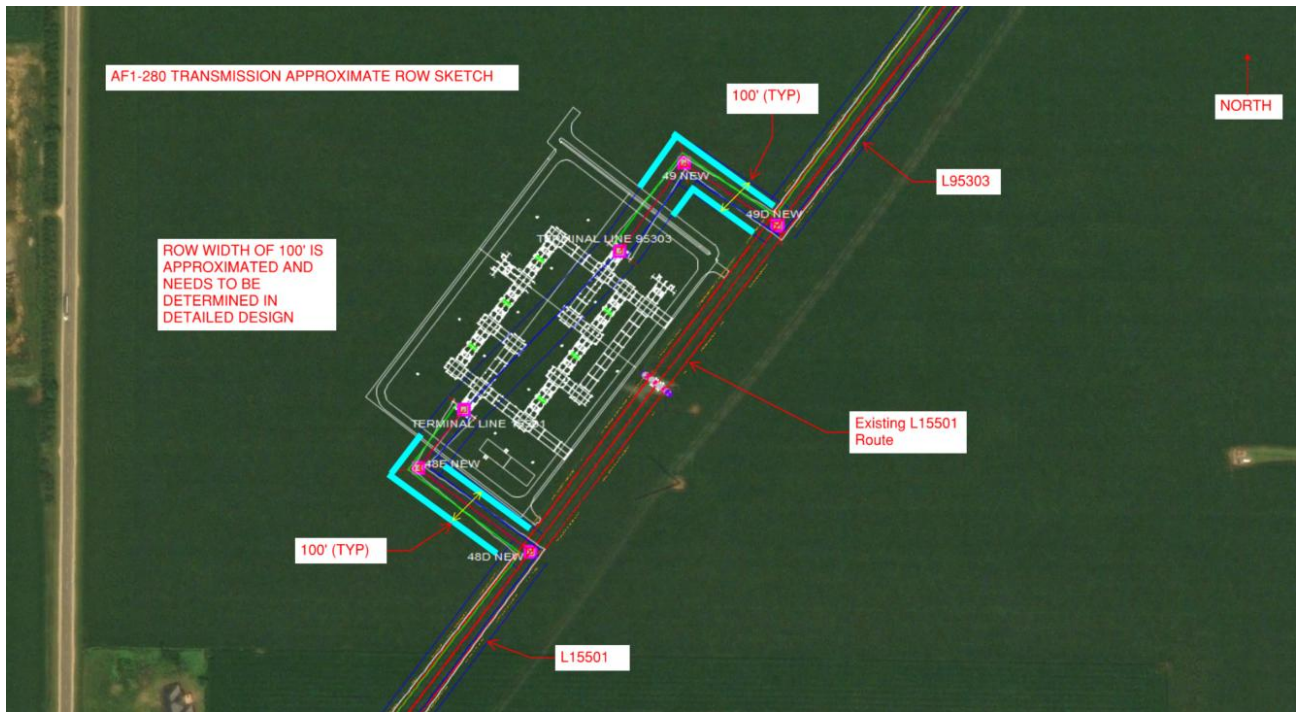 AF1-280 TRANSMISSION APPROXIMATE ROW SKETCH
100' (TYP)
NORTH
49 NEW
L95303
49D NEW
ROW WIDTH OF 100' IS
APPROXIMATED AND
NEEDS TO BE
DETERMINED IN
DETAILED DESIGN
TERMINAL LINE 95303
Existing L15501
Route
TERMINAL LINE
48E NEW
100' (TYP)
48D NEW
L15501